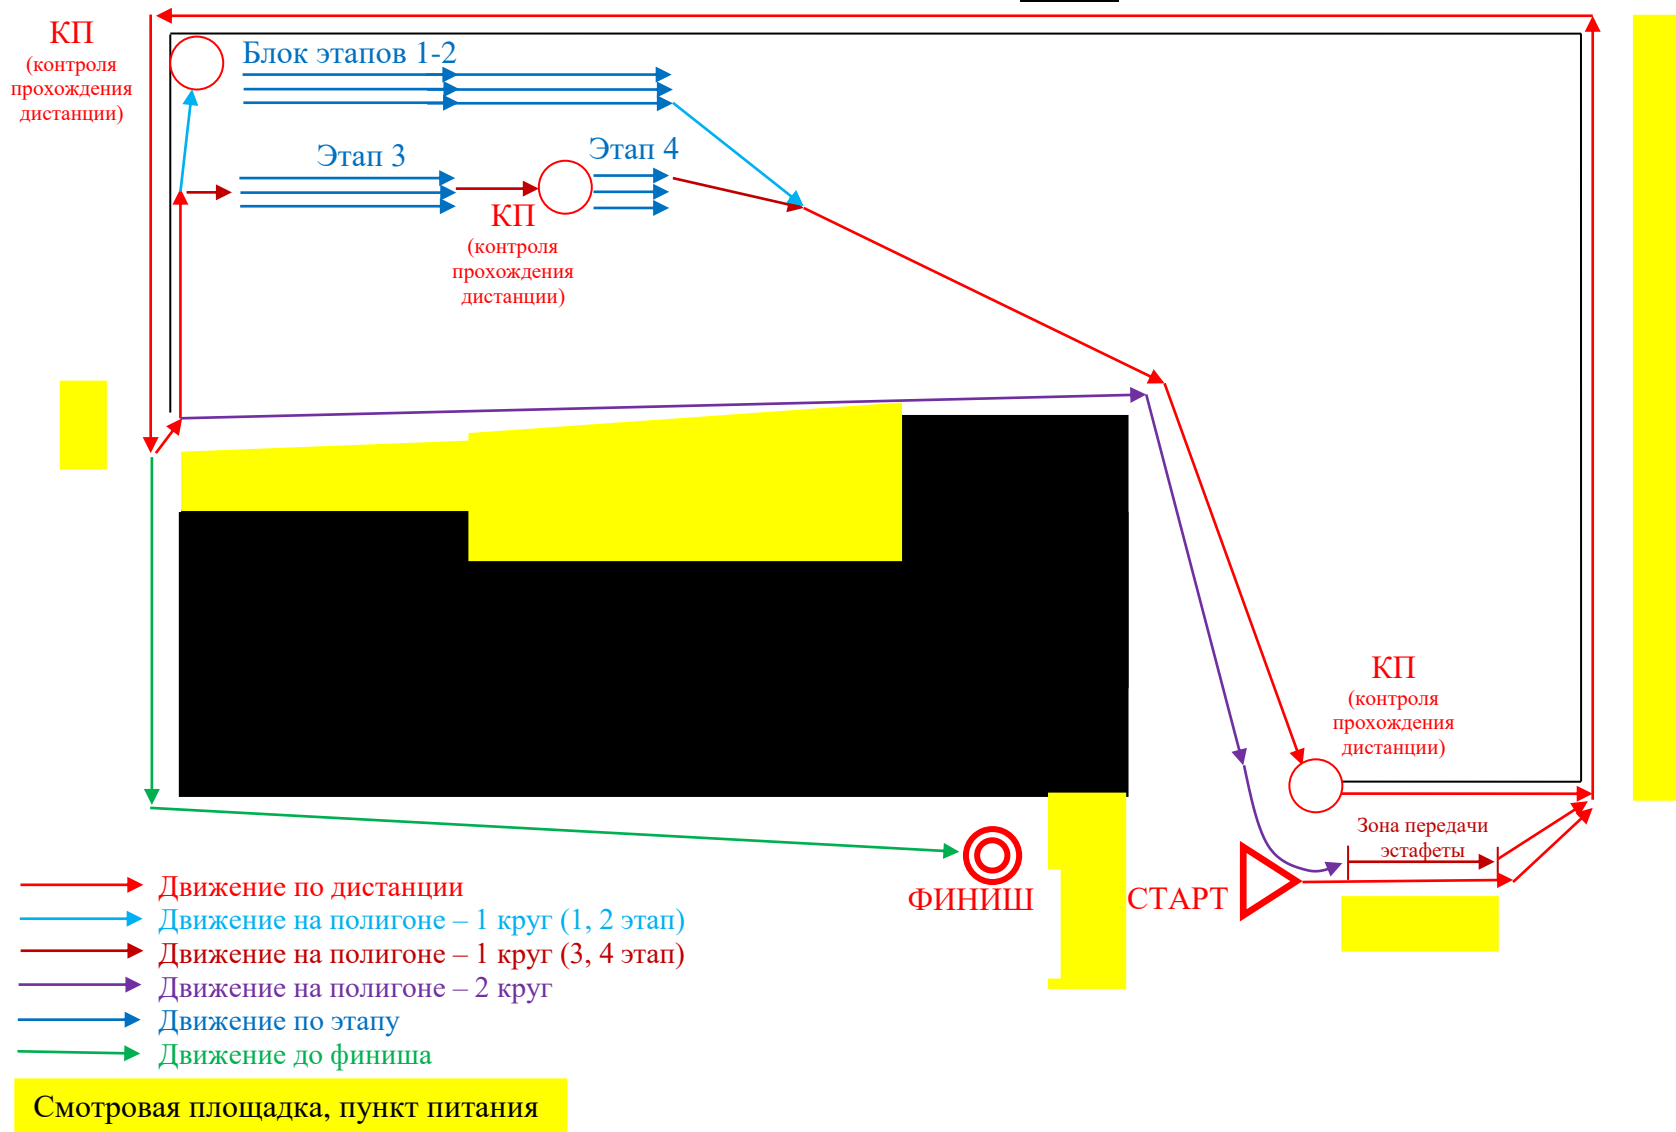 КП
(контроля
прохождения
дистанции)
Блок этапов 1-2
Этап 3
Этап 4
КП
(контроля
прохождения
дистанции)
КП
(контроля
прохождения
дистанции)
Зона передачи
эстафеты
ФИНИШ
СТАРТ
Движение по дистанции
Движение на полигоне – 1 круг (1, 2 этап)
Движение на полигоне – 1 круг (3, 4 этап)
Движение на полигоне – 2 круг
Движение по этапу
Движение до финиша
Смотровая площадка, пункт питания